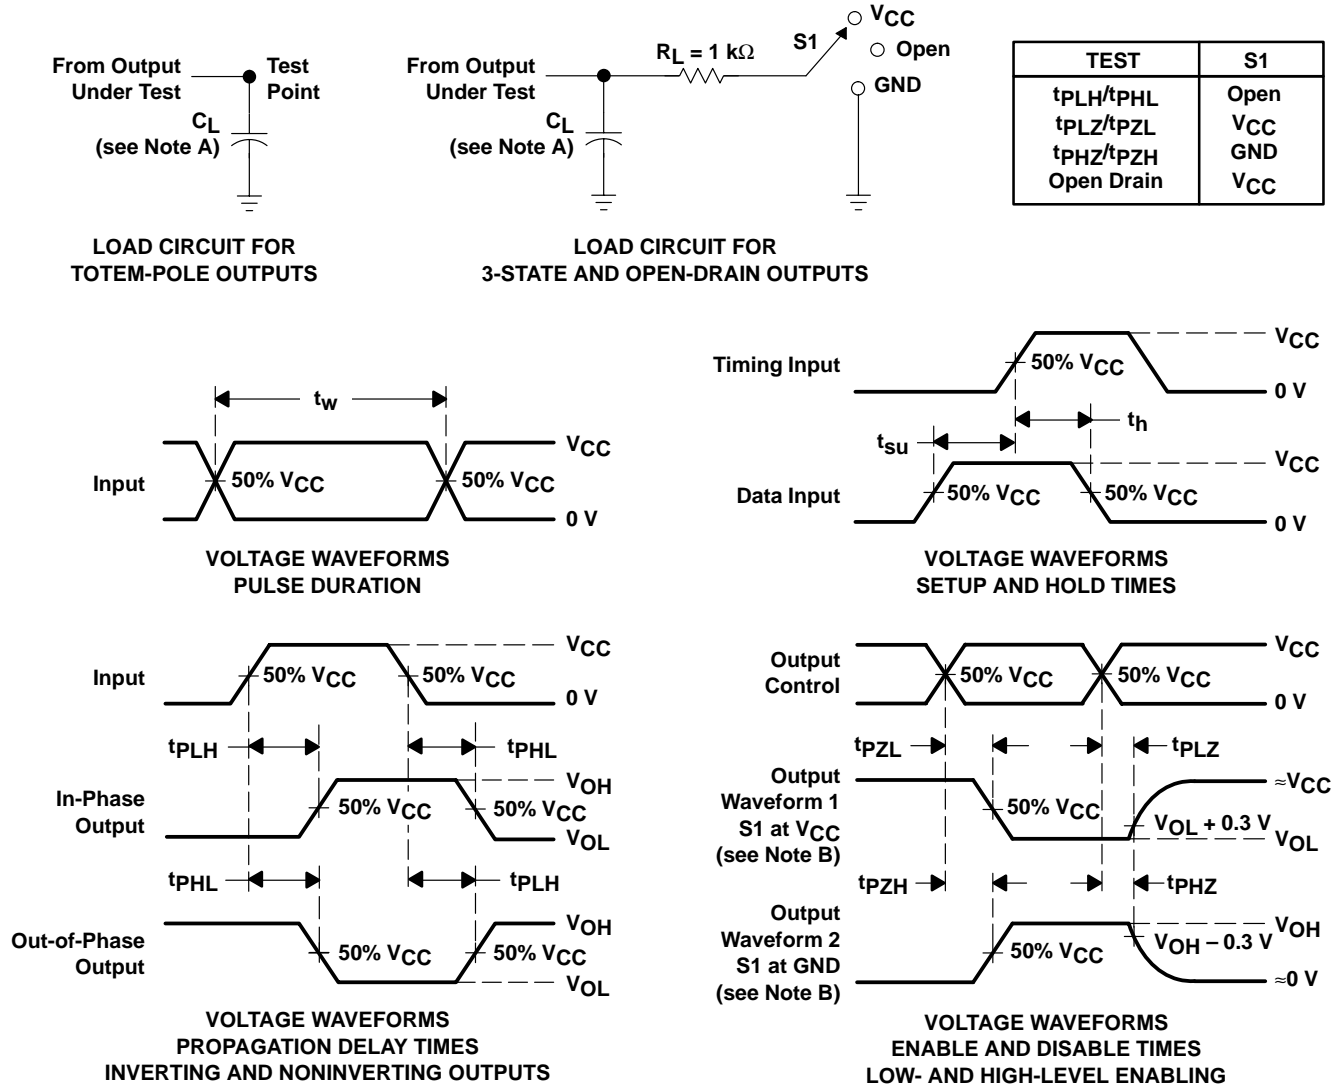 From Output
Under Test
Test
Point
CL
(see Note A)
LOAD CIRCUIT FOR
TOTEM-POLE OUTPUTS
From Output
Under Test
CL
(see Note A)
RL = 1 kΩ
S1
VCC
Open
GND
LOAD CIRCUIT FOR
3-STATE AND OPEN-DRAIN OUTPUTS
TEST S1
tPLH/tPHL Open
tPLZ/tPZL VCC
tPHZ/tPZH GND
Open Drain VCC
tw
Input
50% VCC
50% VCC
VCC
0 V
VOLTAGE WAVEFORMS
PULSE DURATION
Timing Input
50% VCC
VCC
0 V
th
tsu
Data Input
50% VCC
50% VCC
VCC
0 V
VOLTAGE WAVEFORMS
SETUP AND HOLD TIMES
Input
50% VCC
50% VCC
VCC
0 V
tPLH
tPHL
In-Phase
Output
50% VCC
50% VCC
VOH
VOL
tPHL
tPLH
Out-of-Phase
Output
50% VCC
50% VCC
VOH
VOL
VOLTAGE WAVEFORMS
PROPAGATION DELAY TIMES
INVERTING AND NONINVERTING OUTPUTS
Output
Control
50% VCC
50% VCC
VCC
0 V
tPZL
tPLZ
Output
Waveform 1
S1 at VCC
(see Note B)
50% VCC
≈VCC
VOL + 0.3 V
VOL
tPZH
tPHZ
Output
Waveform 2
S1 at GND
(see Note B)
50% VCC
VOH
VOH − 0.3 V
≈0 V
VOLTAGE WAVEFORMS
ENABLE AND DISABLE TIMES
LOW- AND HIGH-LEVEL ENABLING